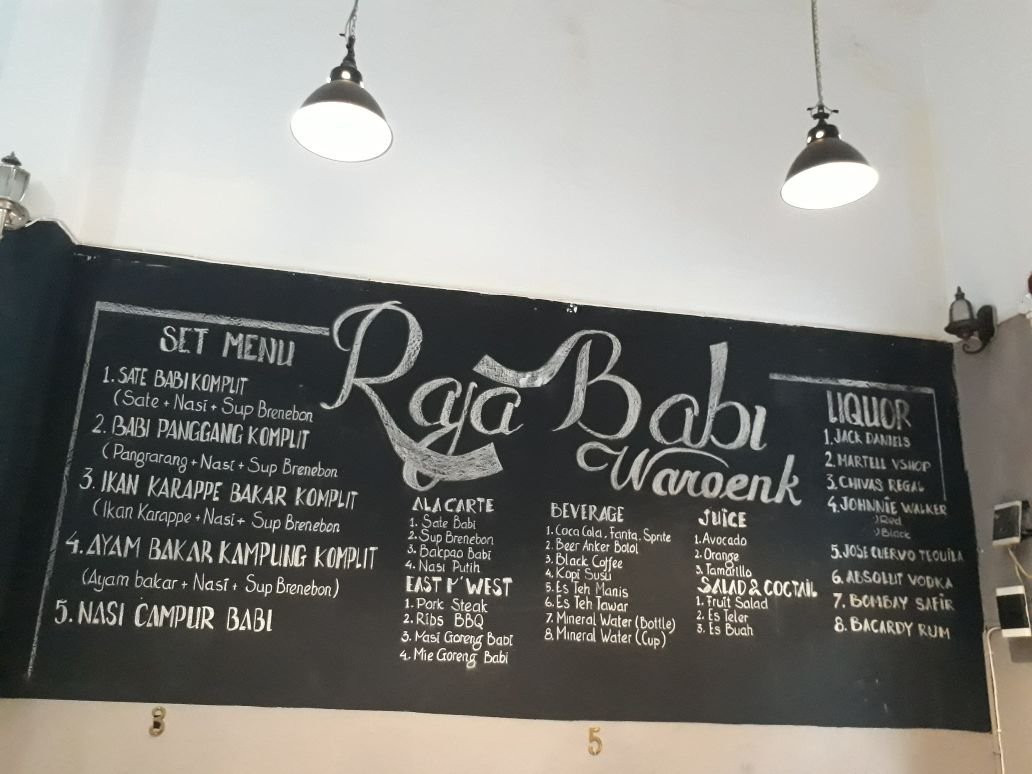 Raja Babi
Waroenk
SET MENU
1. SATE BABI KOMPLIT
(Sate + Nasi + Sup Brenebon
2. BABI PANGGANG KOMPLIT
(Pangrarang + Nasi + Sup Brenebon
3. IKAN KARAPPE BAKAR KOMPLIT
(Ikan Karappe + Nasi + Sup Brenebon
4. AYAM BAKAR KAMPUNG KOMPLIT
(Ayam bakar + Nasi + Sup Brenebon)
5. NASI CAMPUR BABI
ALA CARTE
1. Sate Babi
2. Sup Brenebon
3. Bakpao Babi
4. Nasi Putih
EAST N' WEST
1. Pork Steak
2. Ribs BBQ
3. Nasi Goreng Babi
4. Mie Goreng Babi
BEVERAGE
1. Coca Cola, Fanta, Sprite
2. Beer Anker Botol
3. Black Coffee
4. Kopi Susu
5. Es Teh Manis
6. Es Teh Tawar
7. Mineral Water (Bottle)
8. Mineral Water (Cup)
JUICE
1. Avocado
2. Orange
3. Tamarillo
SALAD & COCTAIL
1. Fruit Salad
2. Es Teler
3. Es Buah
LIQUOR
1. JACK DANIELS
2. MARTELL VSHOP
3. CHIVAS REGAL
4. JOHNNIE WALKER
) Red
) Black
5. JOSE CUERVO TEQUILA
6. ABSOLUT VODKA
7. BOMBAY SAFIR
8. BACARDY RUM
8
5